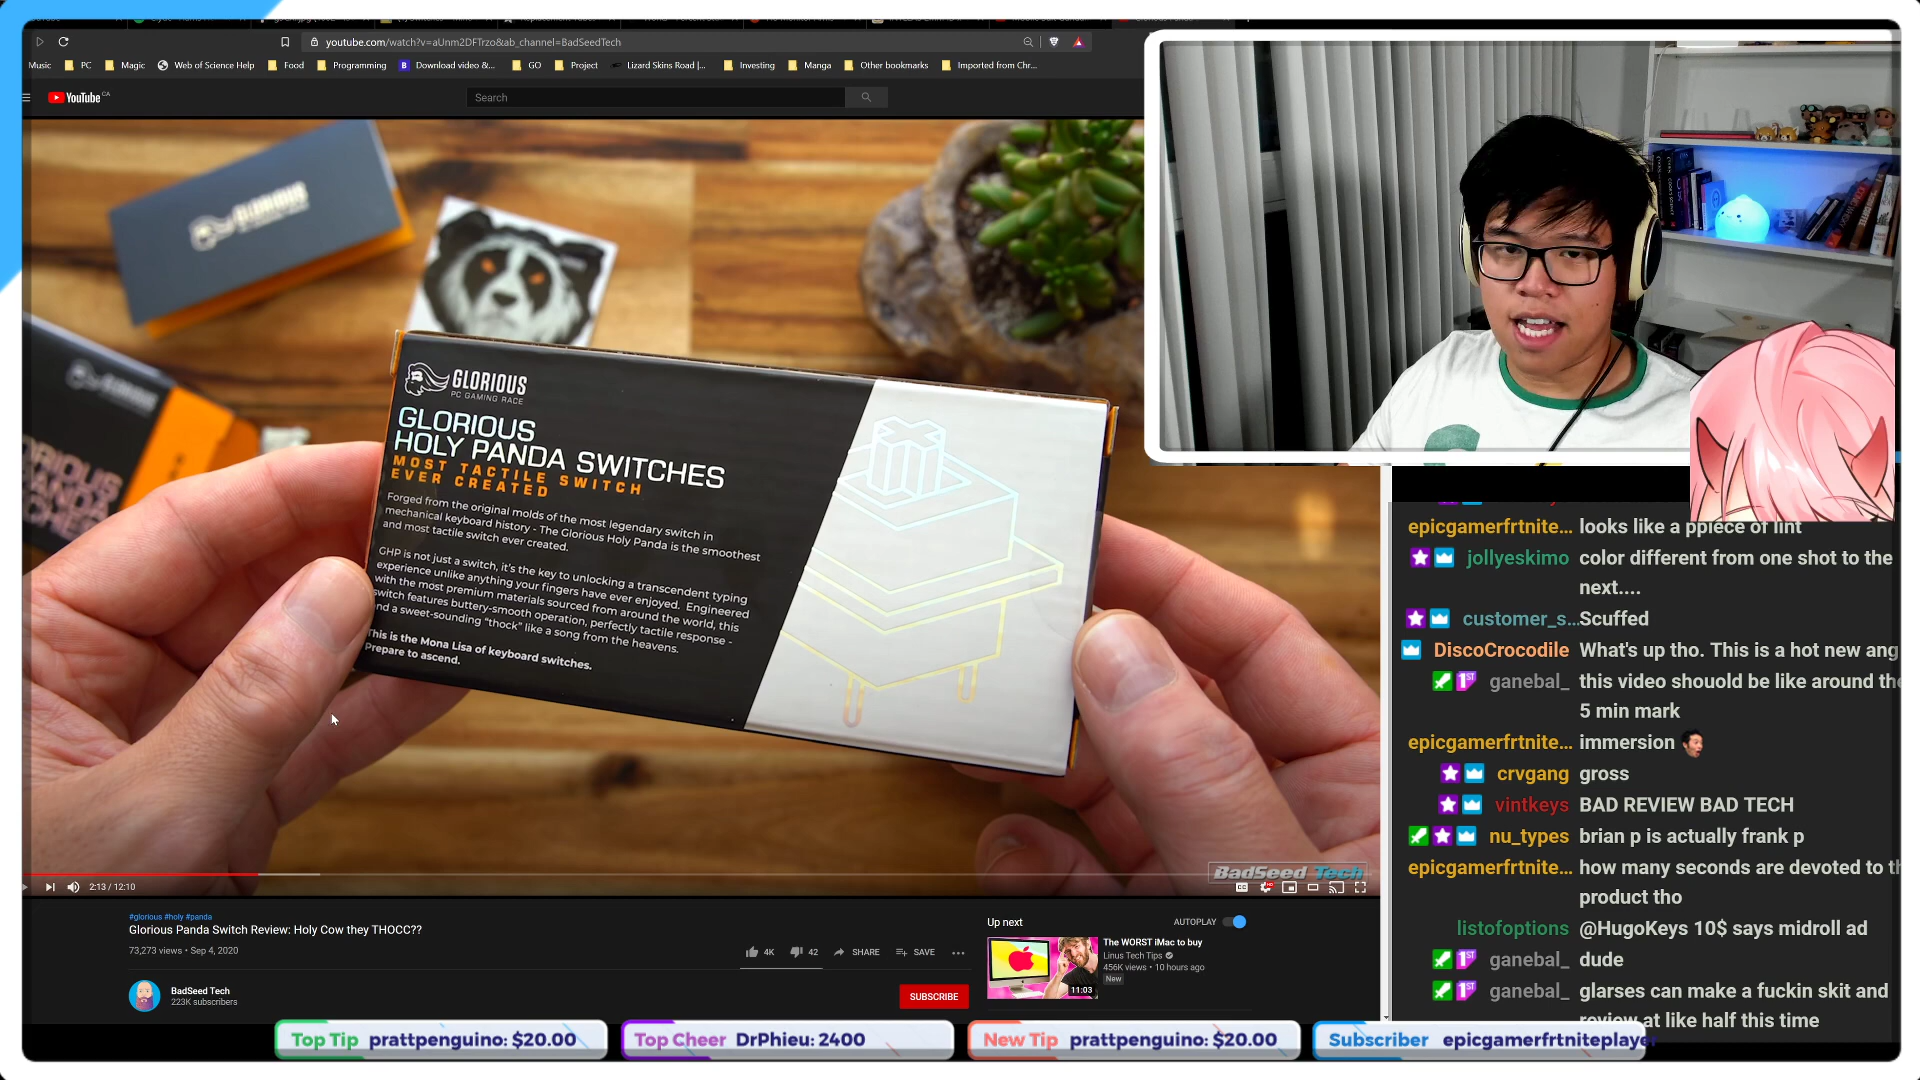 youtube.com/watch?v=aUnm2DFTrzo&ab_channel=BadSeedTech
Music PC Magic Web of Science Help Food Programming Download video &... GO Project Lizard Skins Road |... Investing Manga Other bookmarks Imported from Chr...
YouTube CA
Search
GLORIOUS
GLORIOUS
PC GAMING RACE
GLORIOUS
HOLY PANDA SWITCHES
MOST TACTILE SWITCH
EVER CREATED
Forged from the original molds of the most legendary switch in
mechanical keyboard history - The Glorious Holy Panda is the smoothest
and most tactile switch ever created.
GHP is not just a switch, it's the key to unlocking a transcendent typing
experience unlike anything your fingers have ever enjoyed. Engineered
with the most premium materials sourced from around the world, this
switch features buttery-smooth operation, perfectly tactile response -
and a sweet-sounding "thock" like a song from the heavens.
This is the Mona Lisa of keyboard switches.
Prepare to ascend.
BadSeed Tech
2:13 / 12:10
#glorious #holy #panda
Glorious Panda Switch Review: Holy Cow they THOCC??
73,273 views • Sep 4, 2020
4K 42 SHARE SAVE
BadSeed Tech
223K subscribers
SUBSCRIBE
Up next
AUTOPLAY
The WORST iMac to buy
Linus Tech Tips
456K views • 10 hours ago
New
11:03
epicgamerfrtnite... looks like a ppiece of lint
jollyeskimo color different from one shot to the
next....
customer_s... Scuffed
DiscoCrocodile What's up tho. This is a hot new ang
ganebal_ this video shouold be like around the
5 min mark
epicgamerfrtnite... immersion
crvgang gross
vintkeys BAD REVIEW BAD TECH
nu_types brian p is actually frank p
epicgamerfrtnite... how many seconds are devoted to th
product tho
listofoptions @HugoKeys 10$ says midroll ad
ganebal_ dude
ganebal_ glarses can make a fuckin skit and
review at like half this time
Top Tip prattpenguino: $20.00
Top Cheer DrPhieu: 2400
New Tip prattpenguino: $20.00
Subscriber epicgamerfrtniteplayer